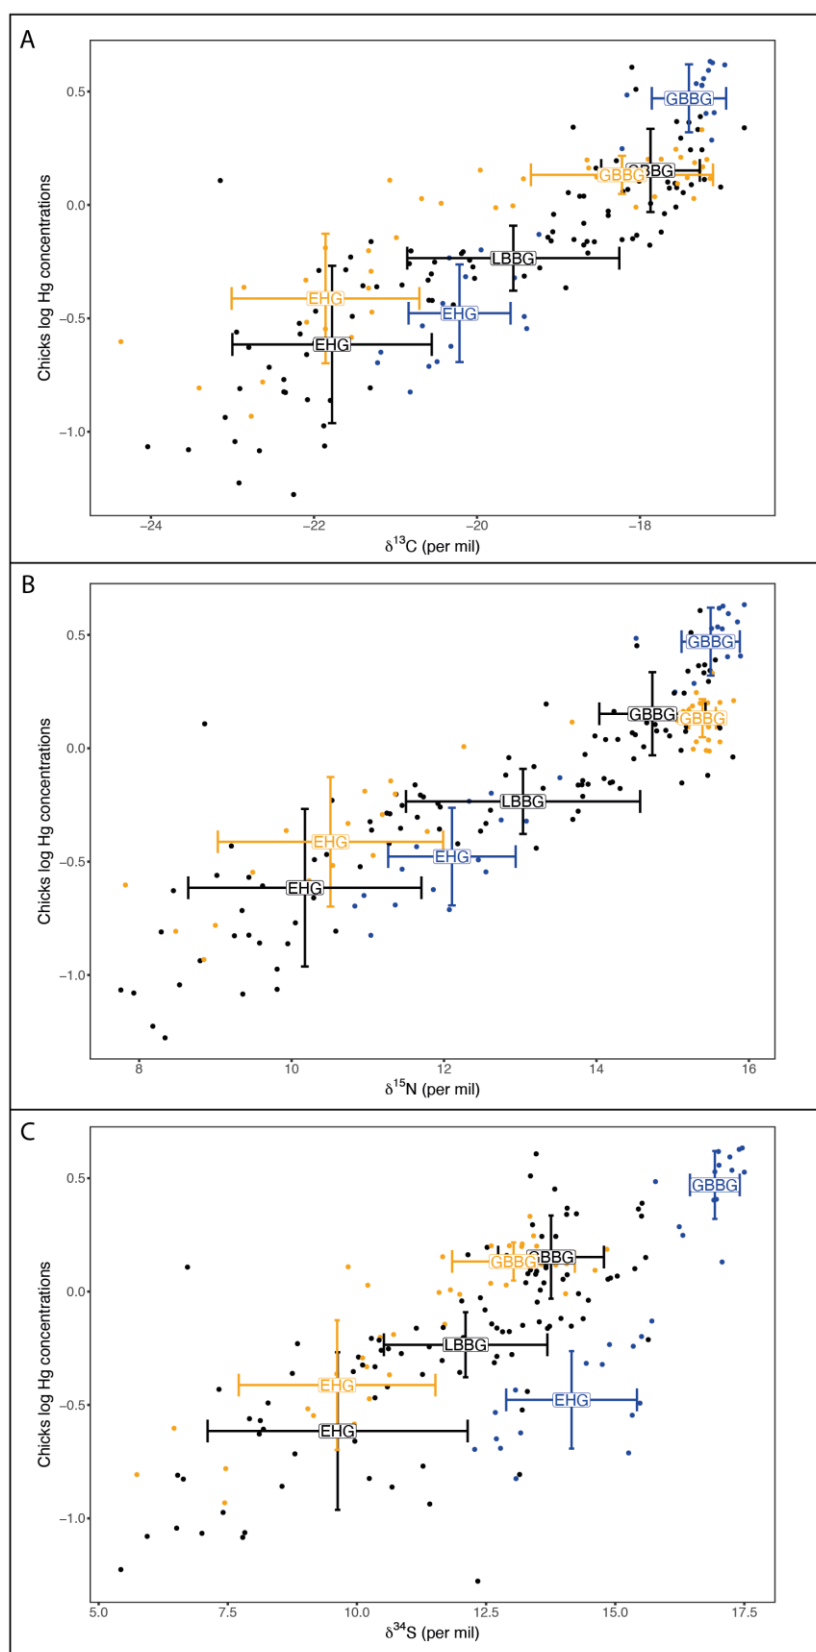 A
Chicks log Hg concentrations
0.5
0.0
−0.5
−1.0
GBBG
GBBG
GBBG
LBBG
EHG
EHG
EHG
−24
−22
−20
−18
δ13C (per mil)
B
Chicks log Hg concentrations
0.5
0.0
−0.5
−1.0
GBBG
GBBG
GBBG
LBBG
EHG
EHG
EHG
8
10
12
14
16
δ15N (per mil)
C
Chicks log Hg concentrations
0.5
0.0
−0.5
−1.0
GBBG
GBBG
GBBG
LBBG
EHG
EHG
EHG
5.0
7.5
10.0
12.5
15.0
17.5
δ34S (per mil)